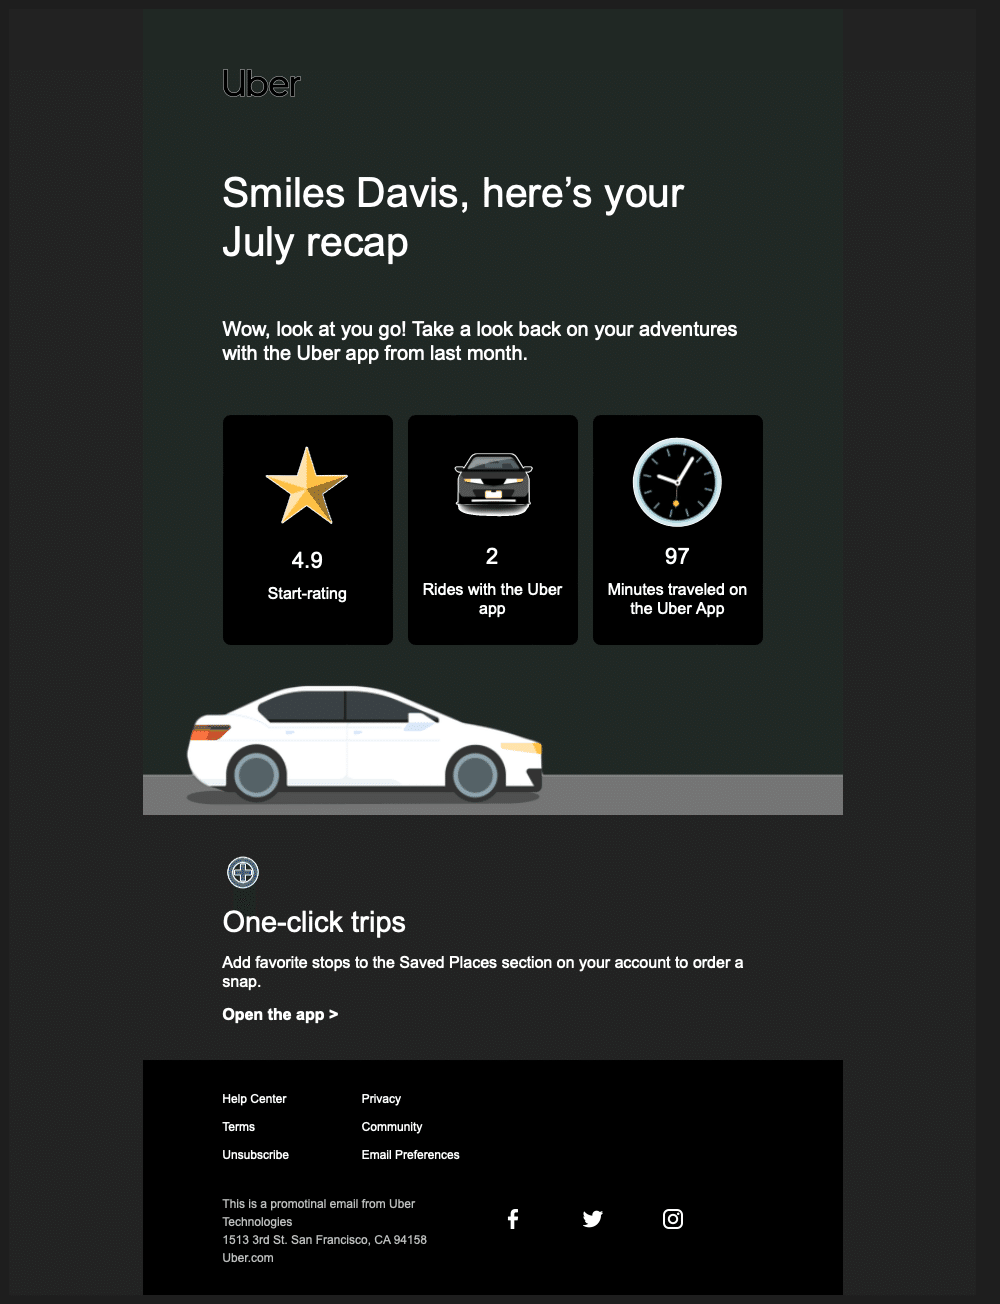 Uber
Smiles Davis, here’s your
July recap
Wow, look at you go! Take a look back on your adventures
with the Uber app from last month.
4.9
Start-rating
2
Rides with the Uber
app
97
Minutes traveled on
the Uber App
One-click trips
Add favorite stops to the Saved Places section on your account to order a
snap.
Open the app >
Help Center
Privacy
Terms
Community
Unsubscribe
Email Preferences
This is a promotinal email from Uber
Technologies
1513 3rd St. San Francisco, CA 94158
Uber.com